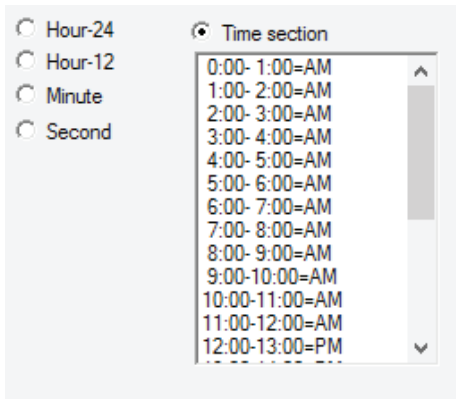 Hour-24
Hour-12
Minute
Second
Time section
0:00- 1:00=AM
1:00- 2:00=AM
2:00- 3:00=AM
3:00- 4:00=AM
4:00- 5:00=AM
5:00- 6:00=AM
6:00- 7:00=AM
7:00- 8:00=AM
8:00- 9:00=AM
9:00-10:00=AM
10:00-11:00=AM
11:00-12:00=AM
12:00-13:00=PM